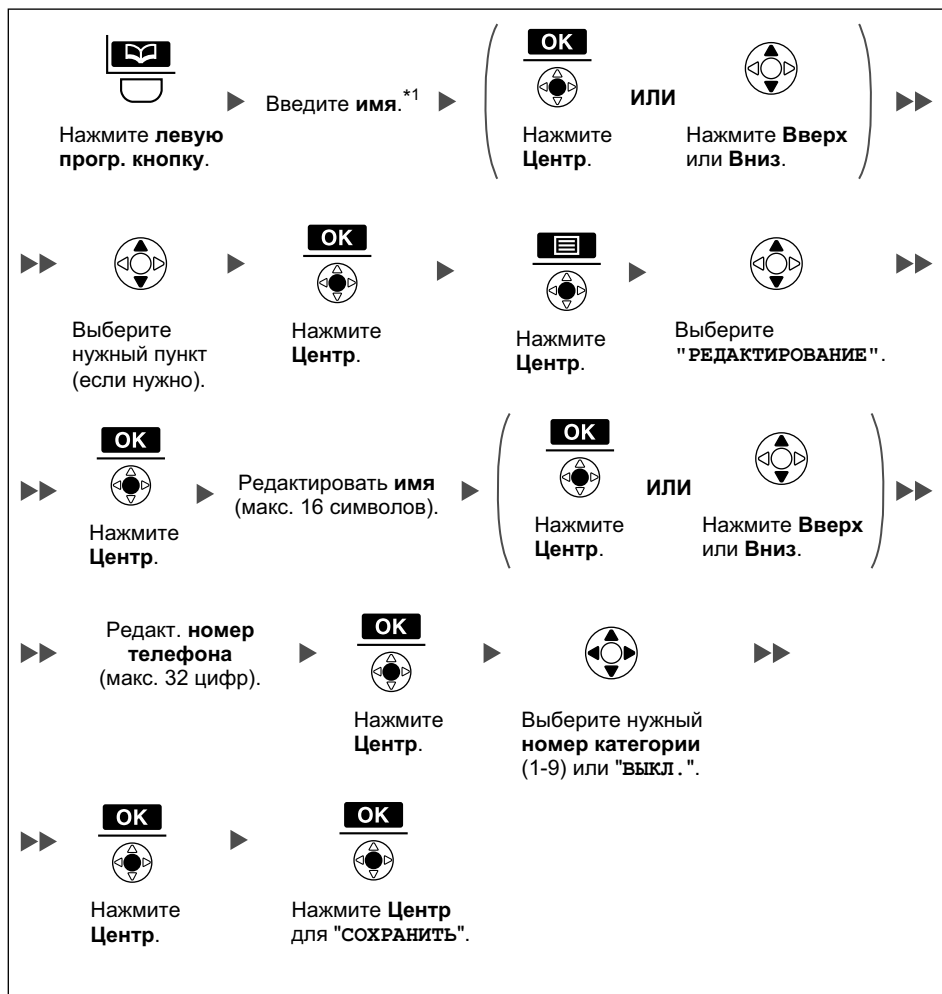 Нажмите левую
прогр. кнопку.
Введите имя.*1
OK
Нажмите
Центр.
ИЛИ
Нажмите Вверх
или Вниз.
Выберите
нужный пункт
(если нужно).
OK
Нажмите
Центр.
Нажмите
Центр.
Выберите
"РЕДАКТИРОВАНИЕ".
OK
Нажмите
Центр.
Редактировать имя
(макс. 16 символов).
OK
Нажмите
Центр.
ИЛИ
Нажмите Вверх
или Вниз.
Редакт. номер
телефона
(макс. 32 цифр).
OK
Нажмите
Центр.
Выберите нужный
номер категории
(1-9) или "ВЫКЛ.".
OK
Нажмите
Центр.
OK
Нажмите Центр
для "СОХРАНИТЬ".